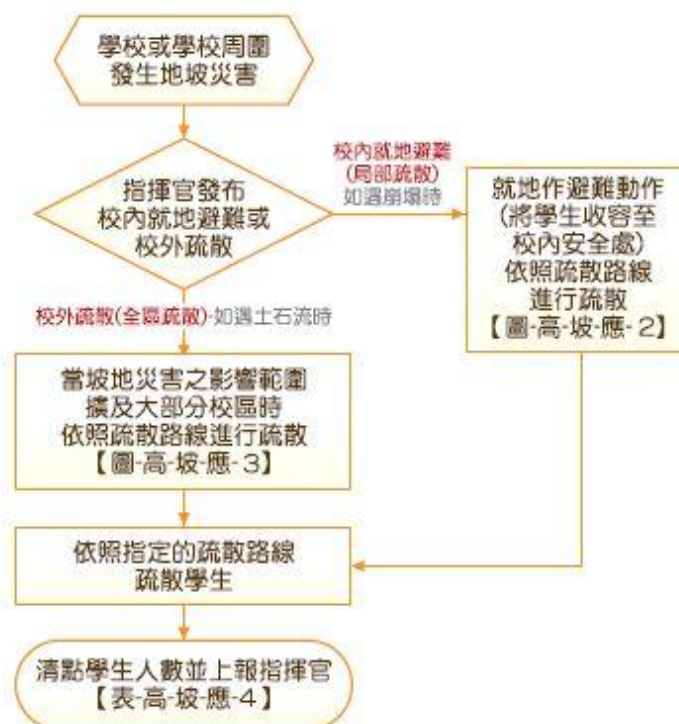 學校或學校周圍
發生地坡災害
指揮官發布
校內就地避難或
校外疏散
校內就地避難
(局部疏散)
如遇崩塌時
就地作避難動作
(將學生收容至
校內安全處)
依照疏散路線
進行疏散
【圖-高-坡-應-2】
校外疏散(全區疏散)-如遇土石流時
當坡地災害之影響範圍
擴及大部分校區時
依照疏散路線進行疏散
【圖-高-坡-應-3】
依照指定的疏散路線
疏散學生
清點學生人數並上報指揮官
【表-高-坡-應-4】